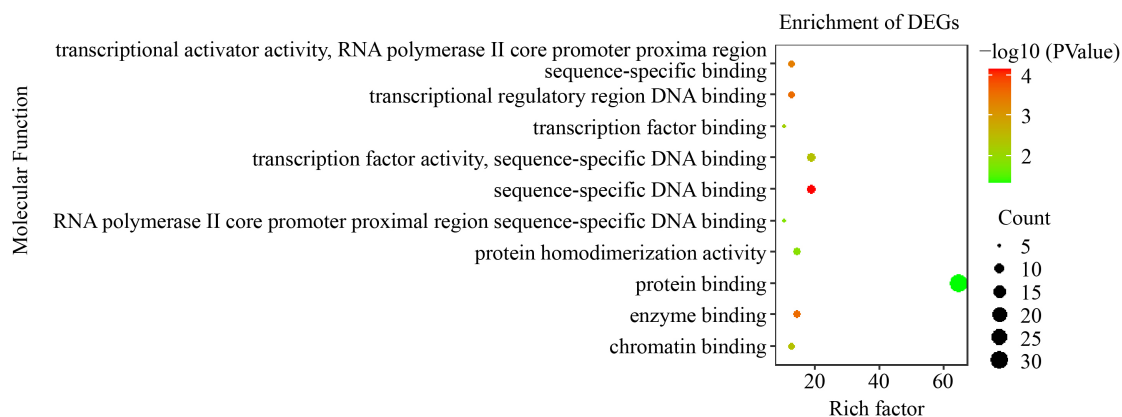 Enrichment of DEGs
Molecular Function
transcriptional activator activity, RNA polymerase II core promoter proxima region
sequence-specific binding
transcriptional regulatory region DNA binding
transcription factor binding
transcription factor activity, sequence-specific DNA binding
sequence-specific DNA binding
RNA polymerase II core promoter proximal region sequence-specific DNA binding
protein homodimerization activity
protein binding
enzyme binding
chromatin binding
20 40 60
Rich factor
−log10 (PValue)
4
3
2
Count
5
10
15
20
25
30